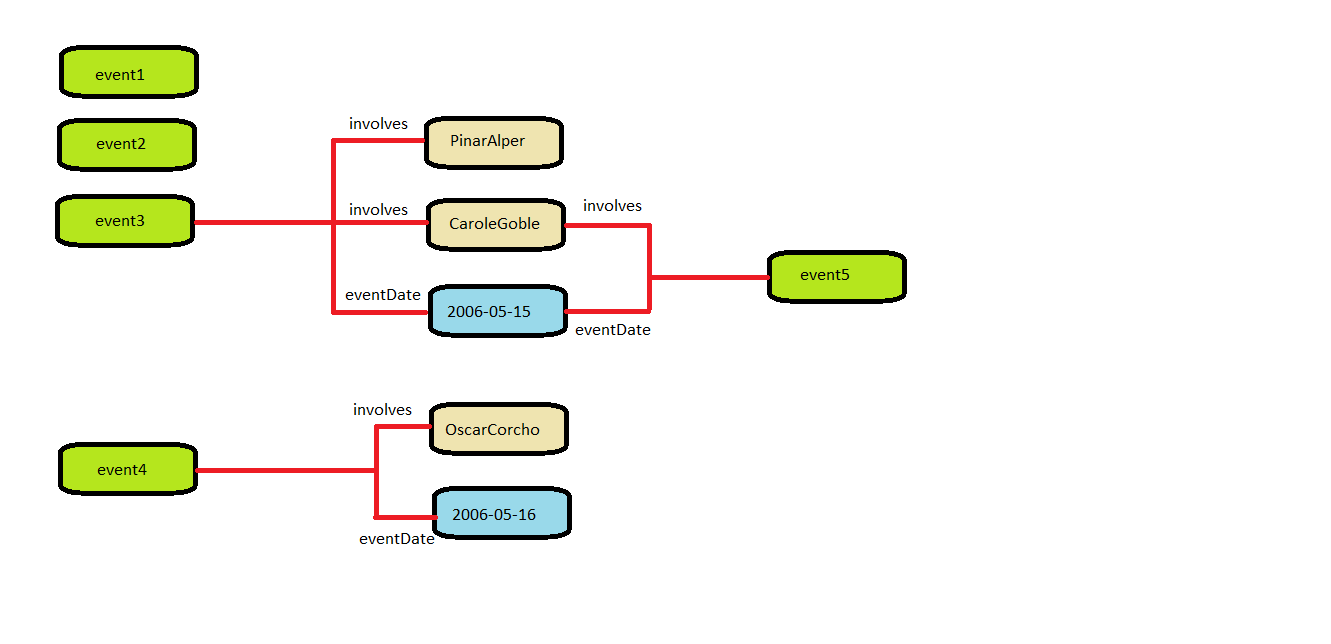 event1
event2
event3
involves
PinarAlper
involves
CaroleGoble
involves
eventDate
2006-05-15
eventDate
event5
involves
OscarCorcho
event4
2006-05-16
eventDate